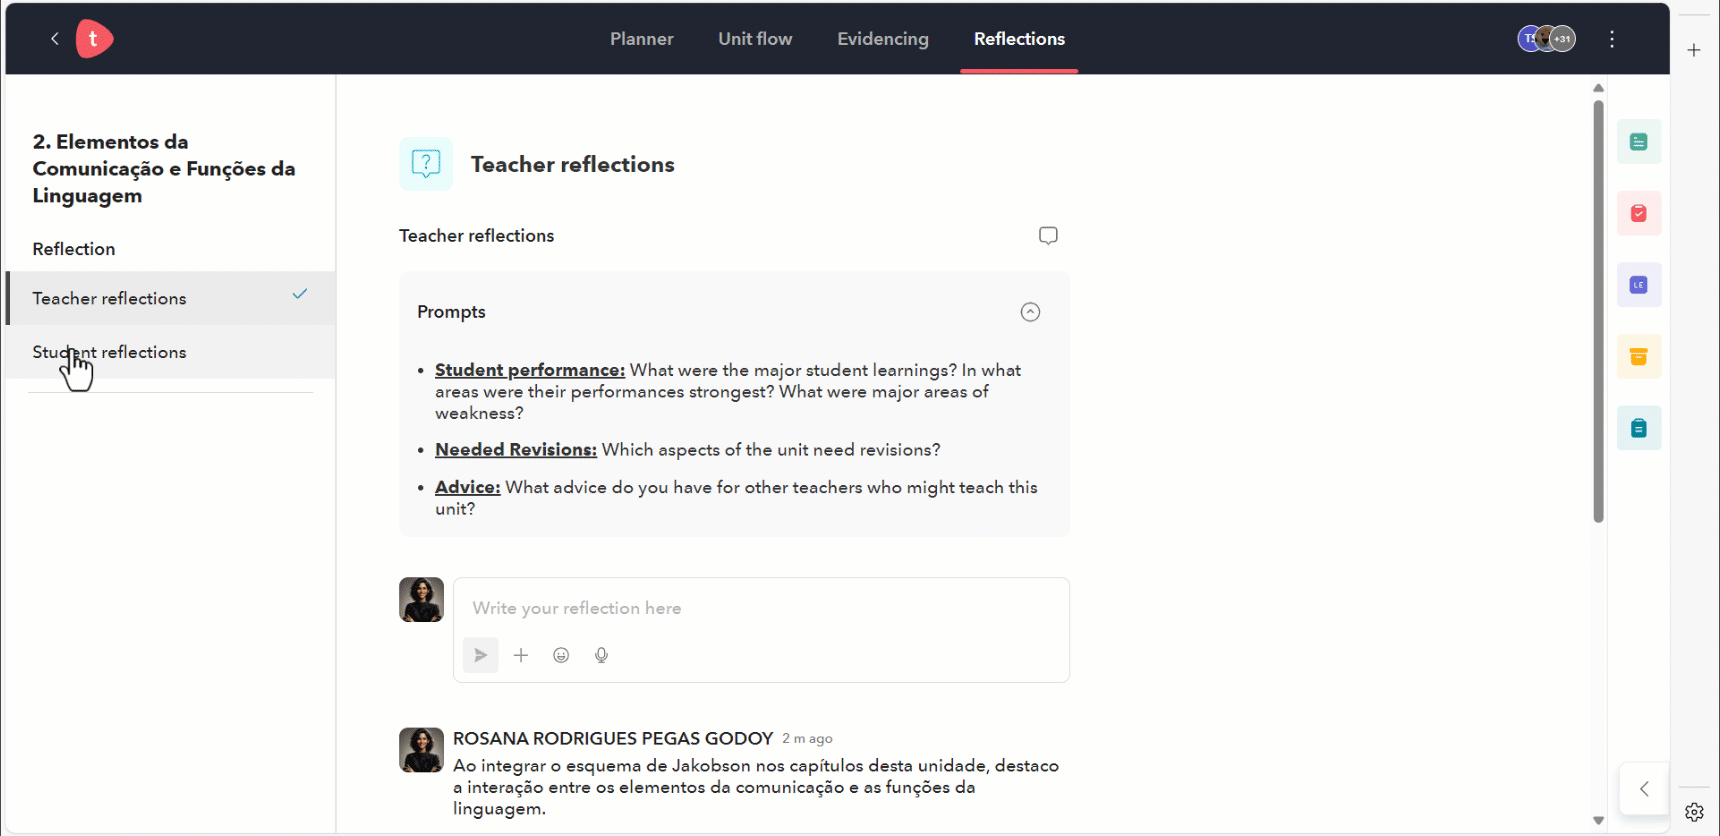 t
Planner
Unit flow
Evidencing
Reflections
+31
2. Elementos da
Comunicação e Funções da
Linguagem
Reflection
Teacher reflections
Student reflections
?
Teacher reflections
Teacher reflections
Prompts
• Student performance: What were the major student learnings? In what
areas were their performances strongest? What were major areas of
weakness?
• Needed Revisions: Which aspects of the unit need revisions?
• Advice: What advice do you have for other teachers who might teach this
unit?
Write your reflection here
ROSANA RODRIGUES PEGAS GODOY 2 m ago
Ao integrar o esquema de Jakobson nos capítulos desta unidade, destaco
a interação entre os elementos da comunicação e as funções da
linguagem.
LE